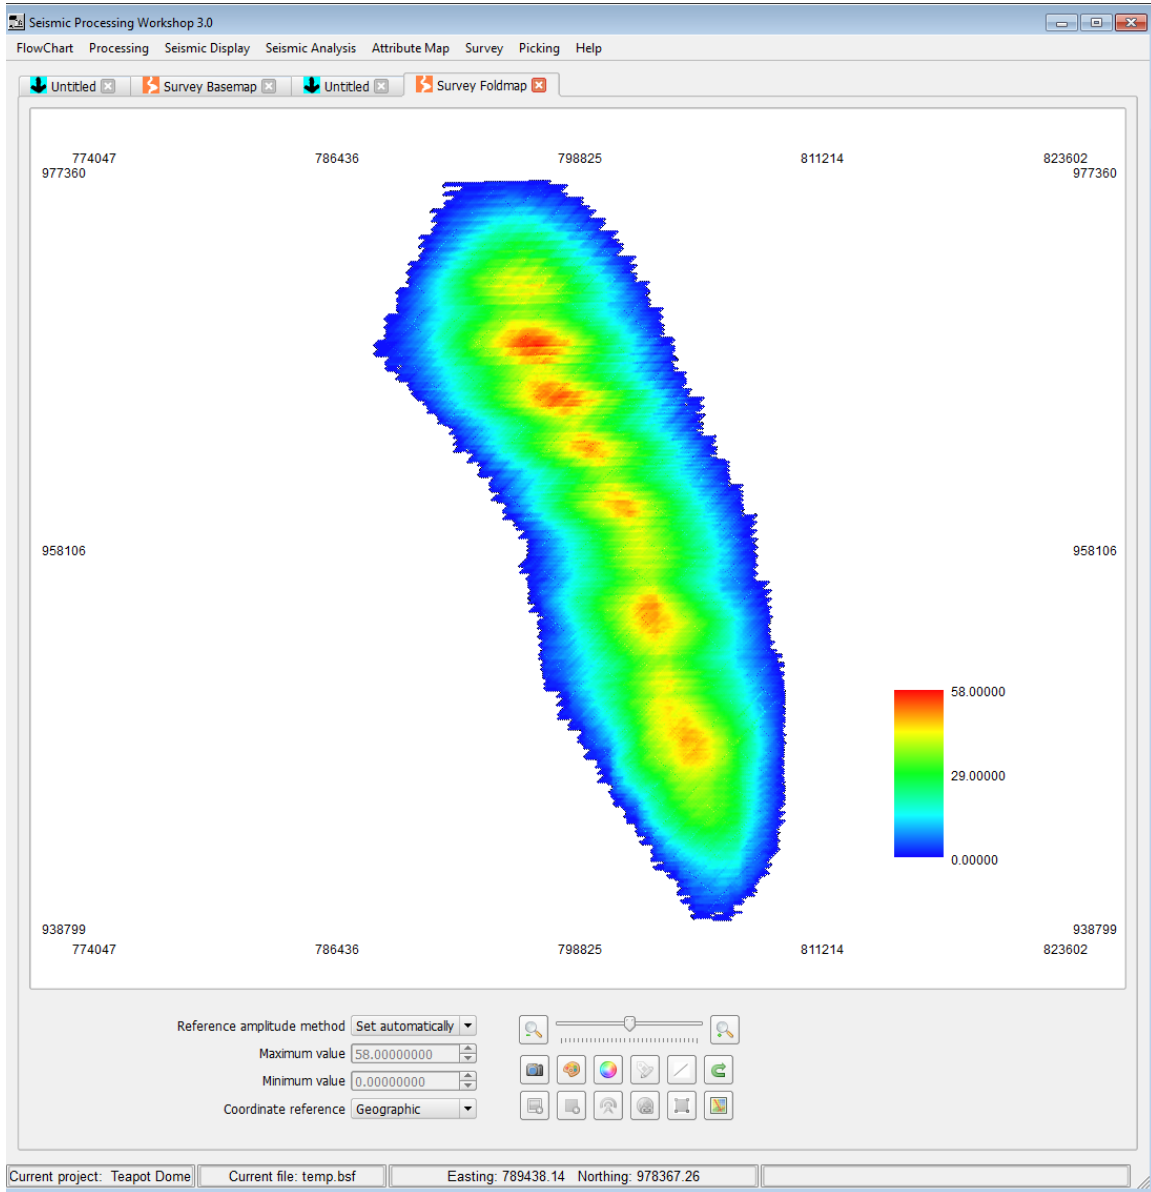 Seismic Processing Workshop 3.0
FlowChart Processing Seismic Display Seismic Analysis Attribute Map Survey Picking Help
Untitled Survey Basemap Untitled Survey Foldmap
774047 786436 798825 811214 823602
977360 977360
958106 958106
58.00000
29.00000
0.00000
938799 938799
774047 786436 798825 811214 823602
Reference amplitude method Set automatically
Maximum value 58.00000000
Minimum value 0.00000000
Coordinate reference Geographic
Current project: Teapot Dome Current file: temp.bsf Easting: 789438.14 Northing: 978367.26